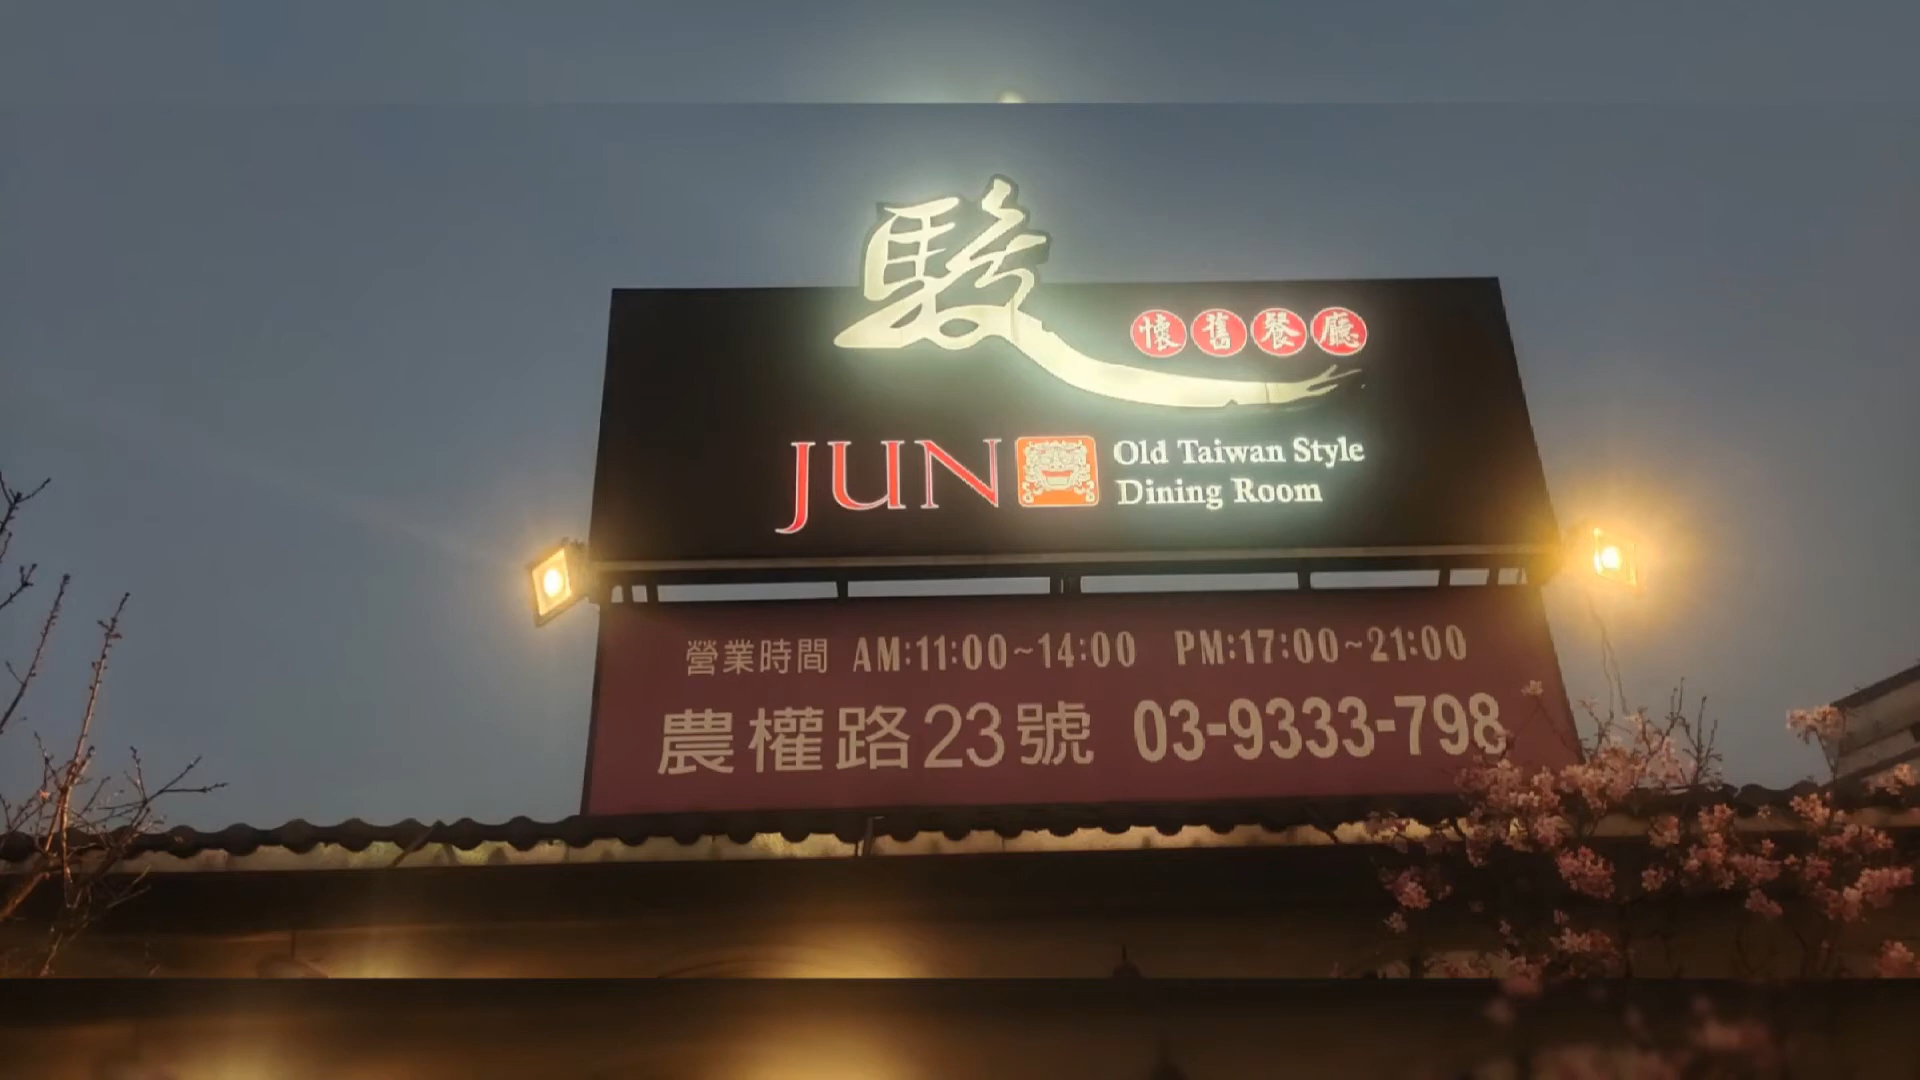 駿
懷舊餐廳
JUN
Old Taiwan Style
Dining Room
營業時間 AM:11:00~14:00 PM:17:00~21:00
農權路23號 03-9333-798